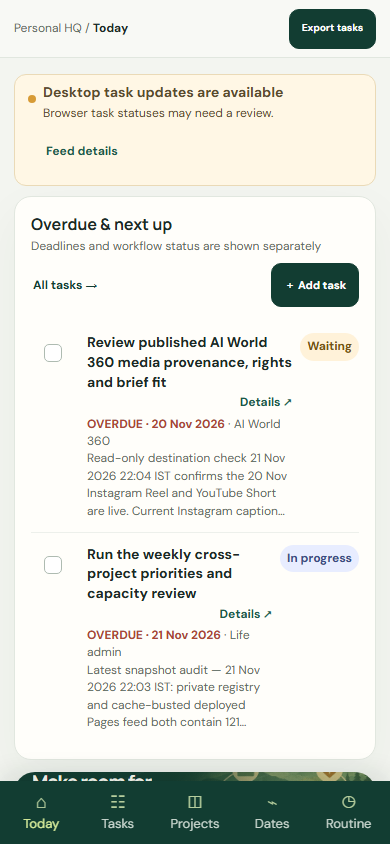 Personal HQ / Today
Export tasks
Desktop task updates are available
Browser task statuses may need a review.
Feed details
Overdue & next up
Deadlines and workflow status are shown separately
All tasks →
+ Add task
Review published AI World
360 media provenance, rights
and brief fit
Waiting
Details ↗
OVERDUE · 20 Nov 2026 · AI World
360
Read-only destination check 21 Nov
2026 22:04 IST confirms the 20 Nov
Instagram Reel and YouTube Short
are live. Current Instagram caption…
Run the weekly cross-
project priorities and
capacity review
In progress
Details ↗
OVERDUE · 21 Nov 2026 · Life
admin
Latest snapshot audit — 21 Nov
2026 22:03 IST: private registry
and cache-busted deployed
Pages feed both contain 121…
Make room for
Today
Tasks
Projects
Dates
Routine